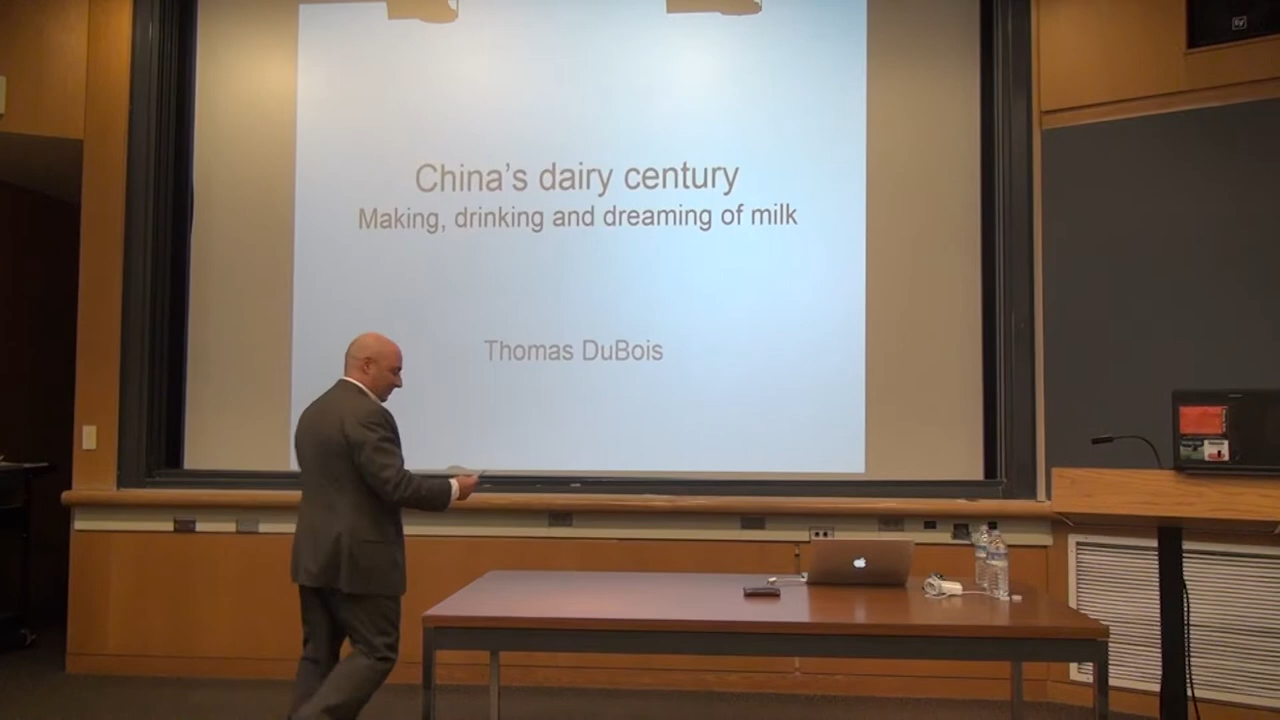 China's dairy century
Making, drinking and dreaming of milk
Thomas DuBois